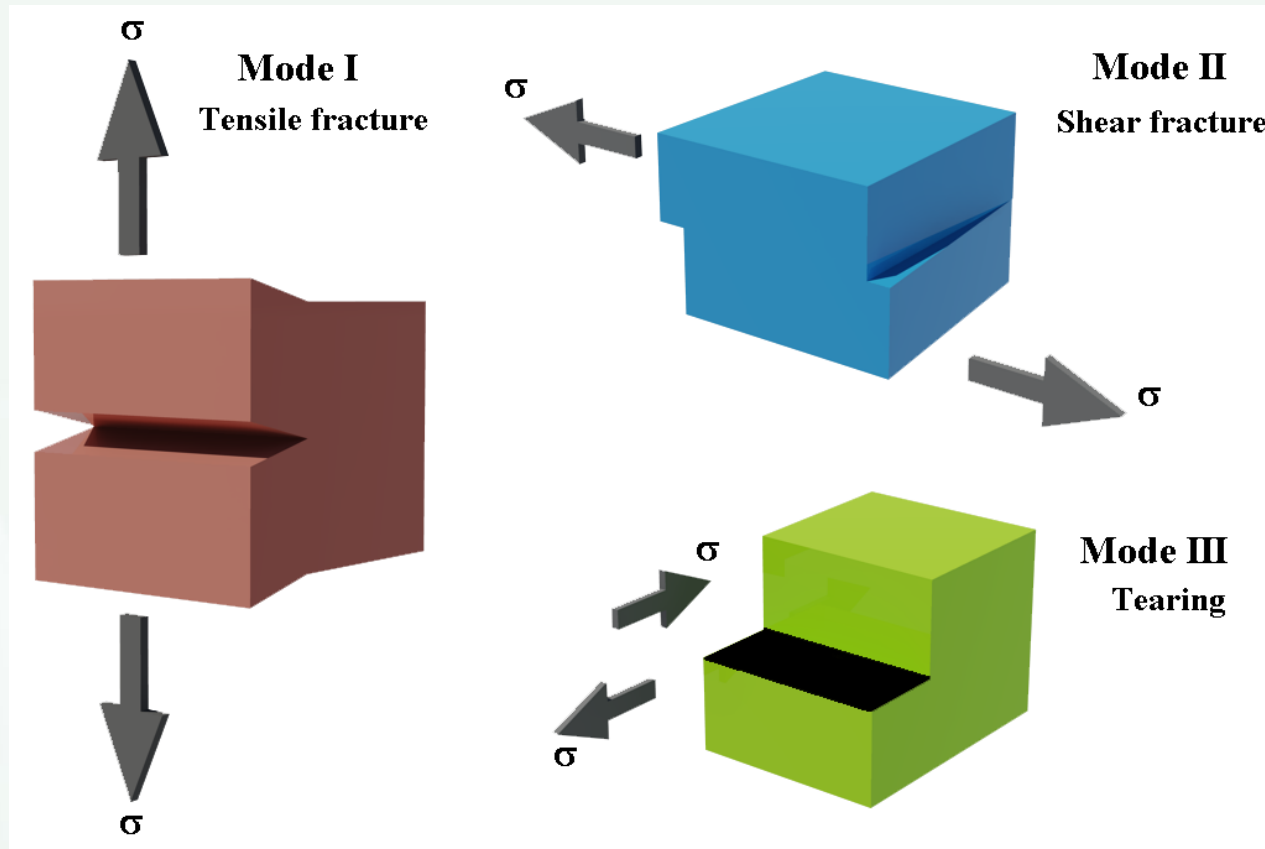 σ
Mode I
Tensile fracture
σ
σ
Mode II
Shear fracture
σ
σ
Mode III
Tearing
σ